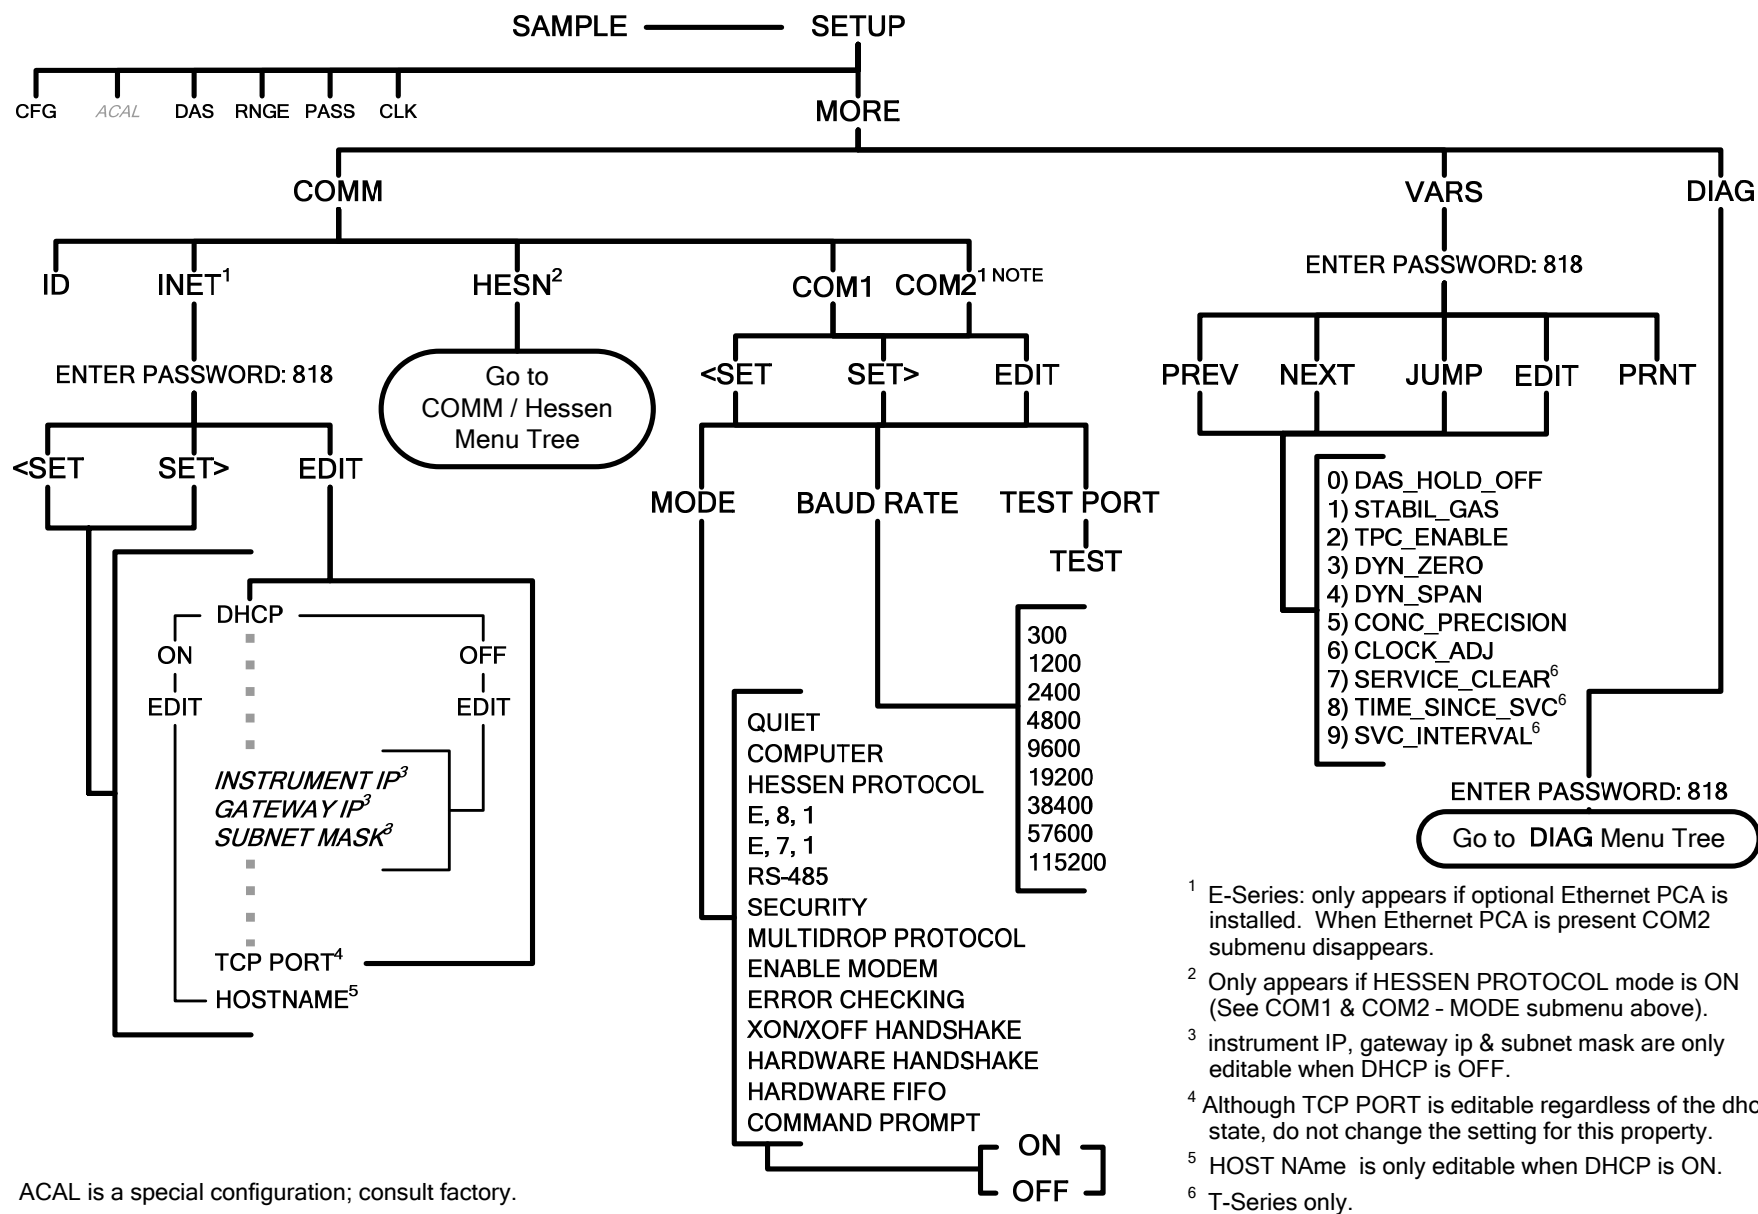 SAMPLE SETUP
CFG ACAL DAS RNGE PASS CLK
MORE
COMM VARS DIAG
ID INET1 HESN2 COM1 COM2 1 NOTE
ENTER PASSWORD: 818
<SET SET> EDIT
Go to
COMM / Hessen
Menu Tree
DHCP
ON OFF
EDIT EDIT
INSTRUMENT IP3
GATEWAY IP3
SUBNET MASK3
TCP PORT4
HOSTNAME5
<SET SET> EDIT
MODE BAUD RATE TEST PORT
TEST
QUIET
COMPUTER
HESSEN PROTOCOL
E, 8, 1
E, 7, 1
RS-485
SECURITY
MULTIDROP PROTOCOL
ENABLE MODEM
ERROR CHECKING
XON/XOFF HANDSHAKE
HARDWARE HANDSHAKE
HARDWARE FIFO
COMMAND PROMPT
ON
OFF
300
1200
2400
4800
9600
19200
38400
57600
115200
ENTER PASSWORD: 818
PREV NEXT JUMP EDIT PRNT
0) DAS_HOLD_OFF
1) STABIL_GAS
2) TPC_ENABLE
3) DYN_ZERO
4) DYN_SPAN
5) CONC_PRECISION
6) CLOCK_ADJ
7) SERVICE_CLEAR6
8) TIME_SINCE_SVC6
9) SVC_INTERVAL6
ENTER PASSWORD: 818
Go to DIAG Menu Tree
1 E-Series: only appears if optional Ethernet PCA is
installed. When Ethernet PCA is present COM2
submenu disappears.
2 Only appears if HESSEN PROTOCOL mode is ON
(See COM1 & COM2 - MODE submenu above).
3 instrument IP, gateway ip & subnet mask are only
editable when DHCP is OFF.
4 Although TCP PORT is editable regardless of the
state, do not change the setting for this property.
5 HOST NAme is only editable when DHCP is ON.
6 T-Series only.
ACAL is a special configuration; consult factory.